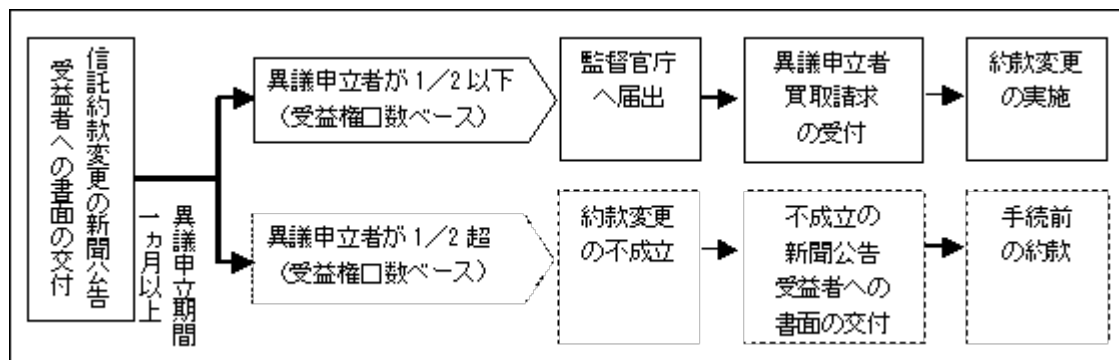 信託約款変更の新聞公告
受益者への書面の交付
異議申立期間
一ヵ月以上
異議申立者が1／2以下
（受益権口数ベース）
監督官庁
へ届出
異議申立者
買取請求
の受付
約款変更
の実施
異議申立者が1／2超
（受益権口数ベース）
約款変更
の不成立
不成立の
新聞公告
受益者への
書面の交付
手続前
の約款